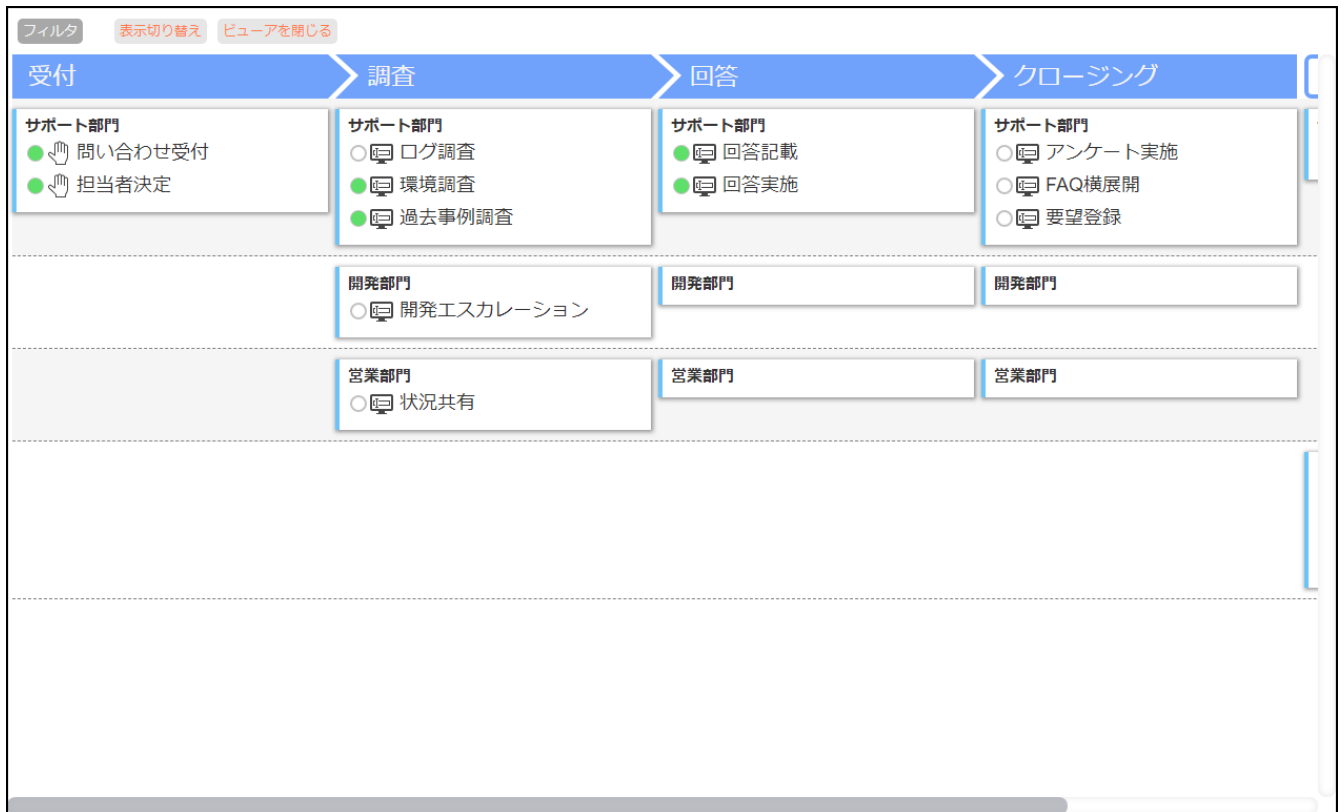 フィルタ 表示切り替え ビューアを閉じる
受付 調査 回答 クロージング
サポート部門
問い合わせ受付
担当者決定
サポート部門
ログ調査
環境調査
過去事例調査
サポート部門
回答記載
回答実施
サポート部門
アンケート実施
FAQ横展開
要望登録
開発部門
開発エスカレーション
開発部門
開発部門
営業部門
状況共有
営業部門
営業部門